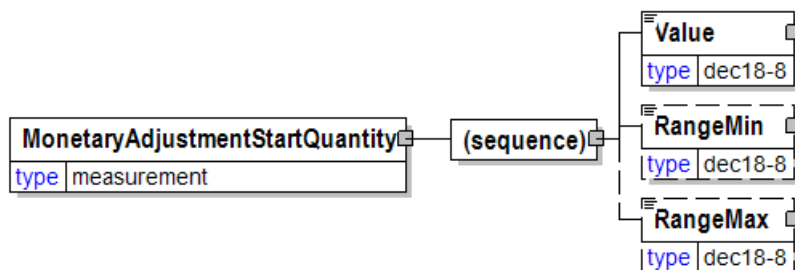 Value
type dec18-8
MonetaryAdjustmentStartQuantity
type measurement
(sequence)
RangeMin
type dec18-8
RangeMax
type dec18-8